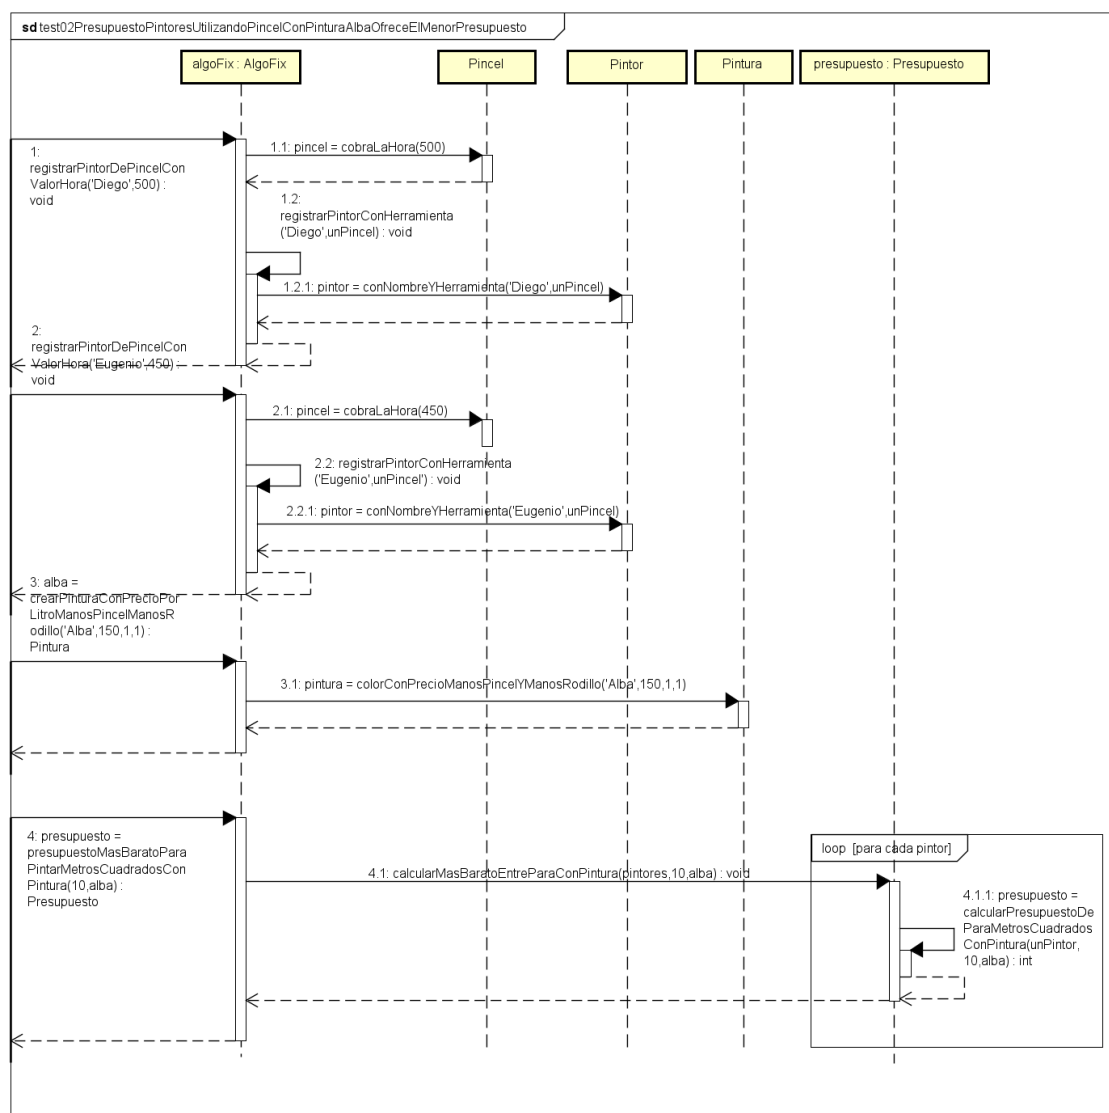 sd test02PresupuestoPintoresUtilizandoPincelConPinturaAlbaOfreceElMenorPresupuesto
algoFix : AlgoFix
Pincel
Pintor
Pintura
presupuesto : Presupuesto
1:
registrarPintorDePincelCon
ValorHora('Diego',500) :
void
1.1: pincel = cobraLaHora(500)
1.2:
registrarPintorConHerramienta
('Diego',unPincel) : void
1.2.1: pintor = conNombreYHerramienta('Diego',unPincel)
2:
registrarPintorDePincelCon
ValorHora('Eugenio',450) :
void
2.1: pincel = cobraLaHora(450)
2.2: registrarPintorConHerramienta
('Eugenio',unPincel') : void
2.2.1: pintor = conNombreYHerramienta('Eugenio',unPincel)
3: alba =
crearPinturaConPrecioPor
LitroManosPincelManosR
odillo('Alba',150,1,1) :
Pintura
3.1: pintura = colorConPrecioManosPincelYManosRodillo('Alba',150,1,1)
4: presupuesto =
presupuestoMasBaratoPara
PintarMetrosCuadradosCon
Pintura(10,alba) :
Presupuesto
loop [para cada pintor]
4.1: calcularMasBaratoEntreParaConPintura(pintores,10,alba) : void
4.1.1: presupuesto =
calcularPresupuestoDe
ParaMetrosCuadrados
ConPintura(unPintor,
10,alba) : int